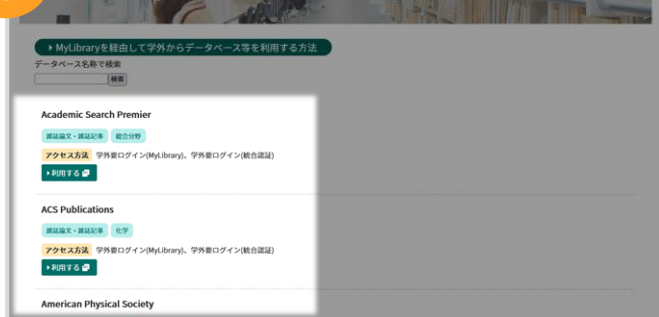 MyLibraryを経由して学外からデータベース等を利用する方法
データベース名称で検索
検索
Academic Search Premier
雑誌論文・雑誌記事 総合分野
アクセス方法 学外要ログイン(MyLibrary)、学外要ログイン(統合認証)
利用する
ACS Publications
雑誌論文・雑誌記事 化学
アクセス方法 学外要ログイン(MyLibrary)、学外要ログイン(統合認証)
利用する
American Physical Society